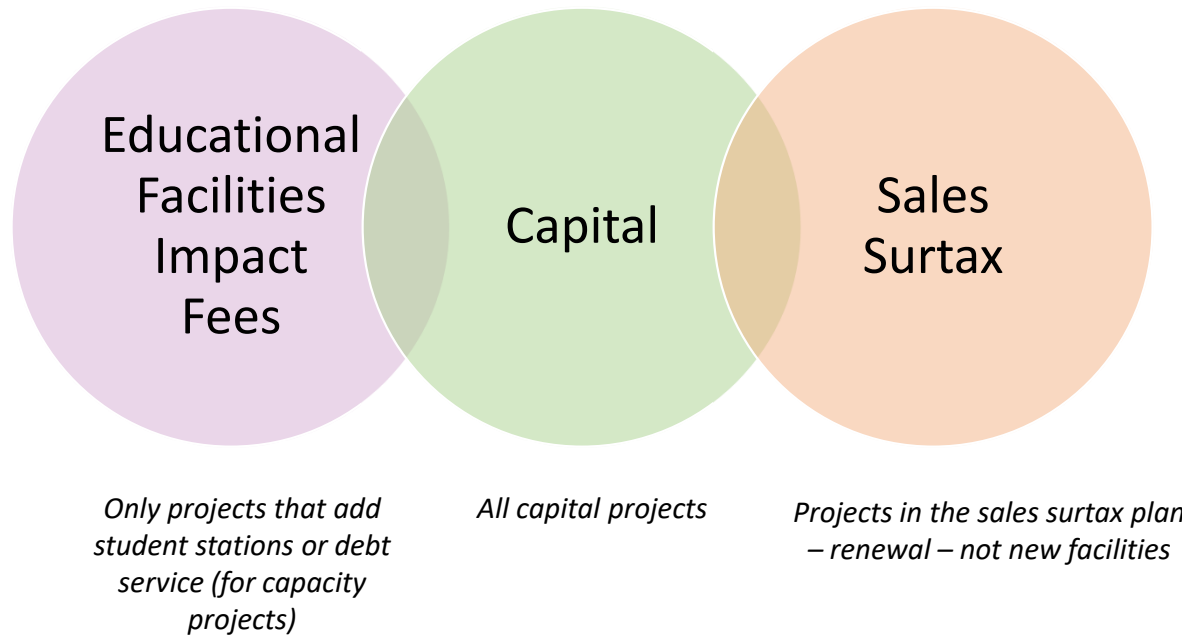 Educational
Facilities
Impact
Fees
Capital
Sales
Surtax
Only projects that add
student stations or debt
service (for capacity
projects)
All capital projects
Projects in the sales surtax plan
– renewal – not new facilities